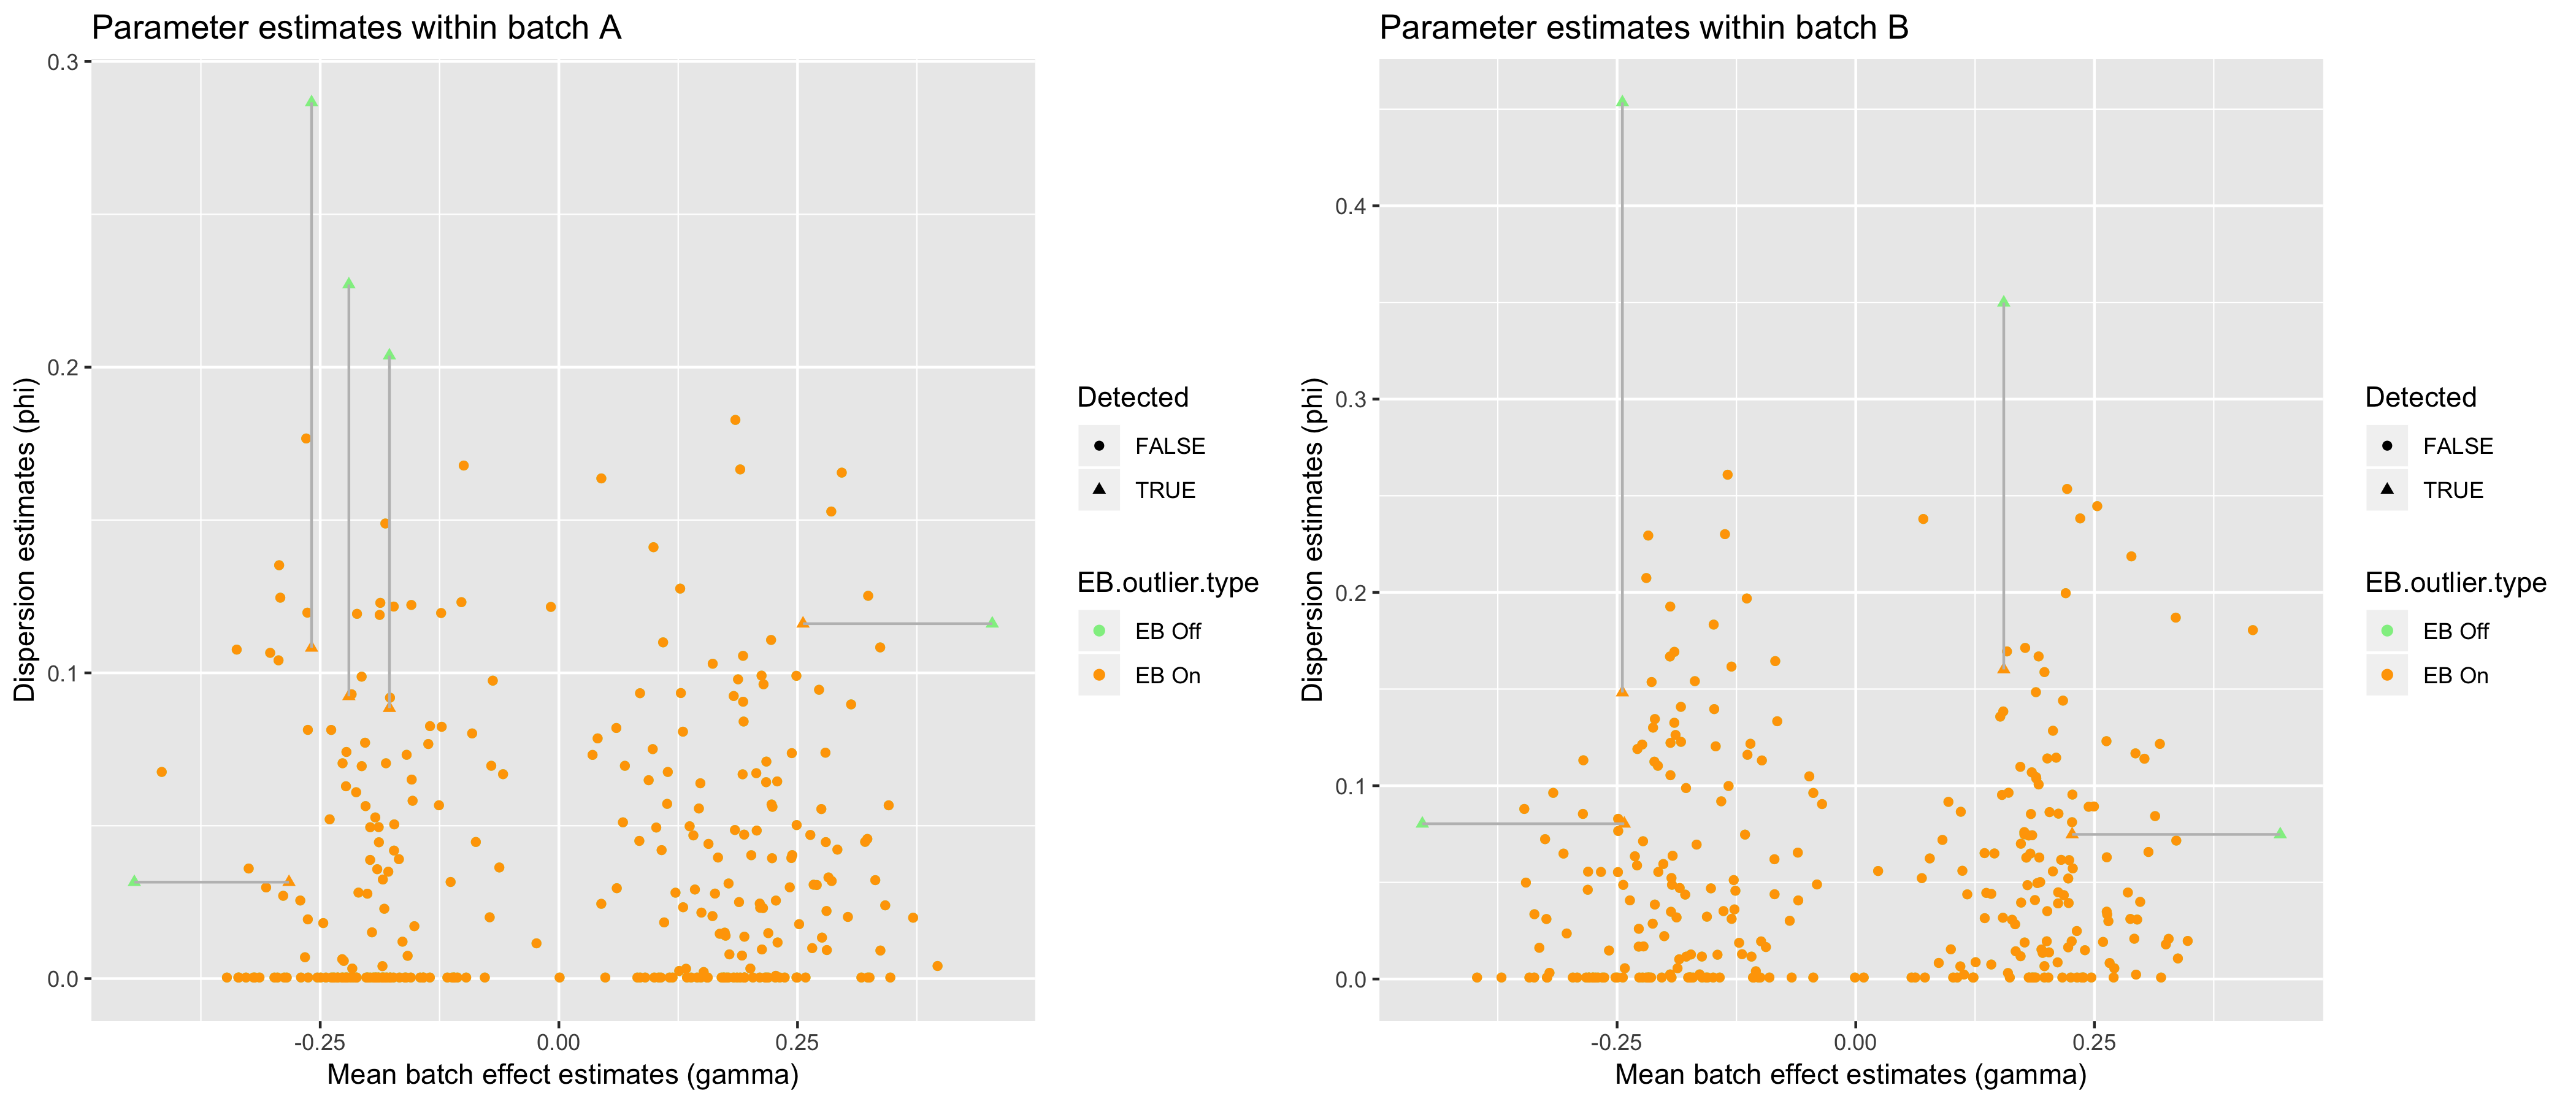 Parameter estimates within batch A
Dispersion estimates (phi)
0.3
0.2
0.1
0.0
-0.25
0.00
0.25
Mean batch effect estimates (gamma)
Detected
FALSE
TRUE
EB.outlier.type
EB Off
EB On
Parameter estimates within batch B
Dispersion estimates (phi)
0.4
0.3
0.2
0.1
0.0
-0.25
0.00
0.25
Mean batch effect estimates (gamma)
Detected
FALSE
TRUE
EB.outlier.type
EB Off
EB On